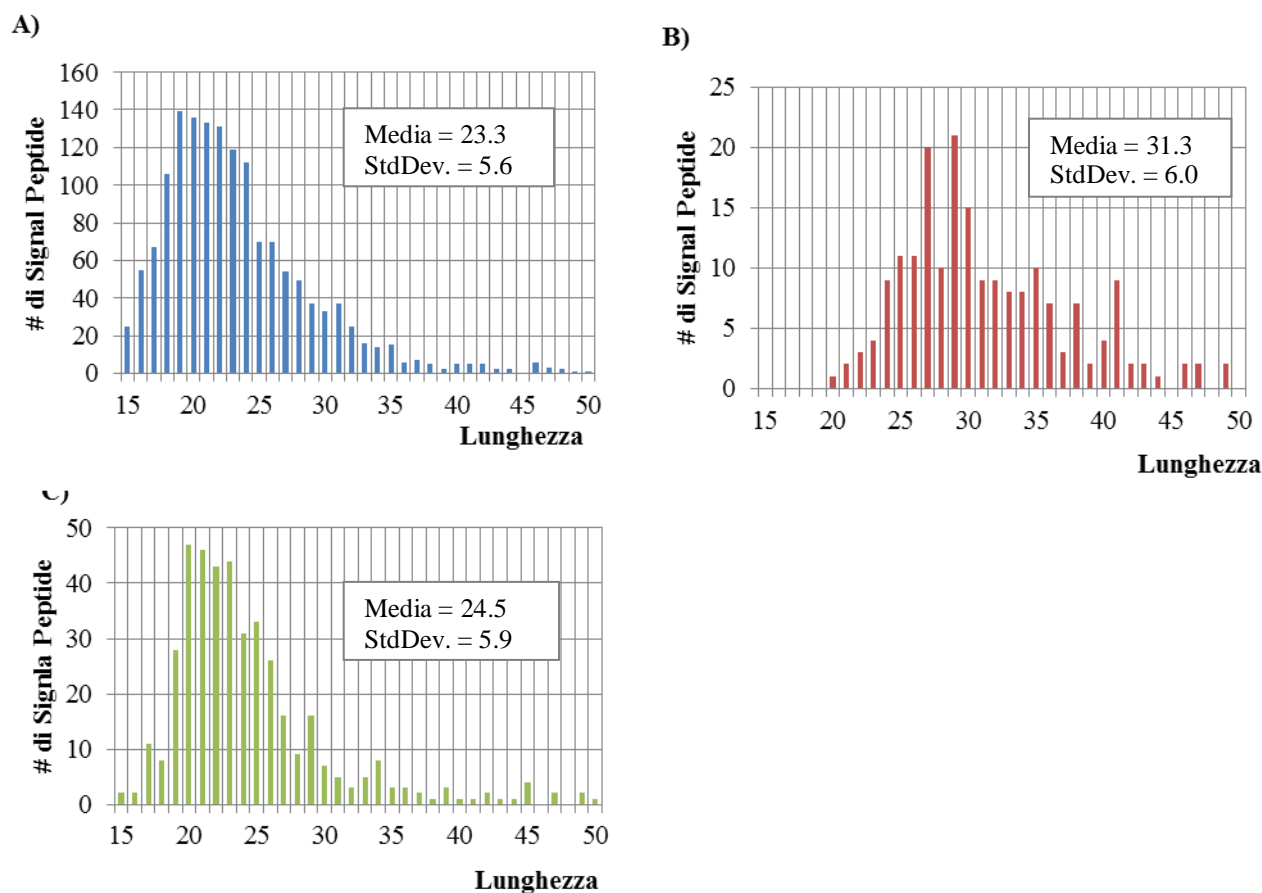 A)
160
140
120
100
80
60
40
20
0
# di Signal Peptide
Media = 23.3
StdDev. = 5.6
15 20 25 30 35 40 45 50
Lunghezza
B)
25
20
15
10
5
0
# di Signal Peptide
Media = 31.3
StdDev. = 6.0
15 20 25 30 35 40 45 50
Lunghezza
C)
50
40
30
20
10
0
# di Signla Peptide
Media = 24.5
StdDev. = 5.9
15 20 25 30 35 40 45 50
Lunghezza